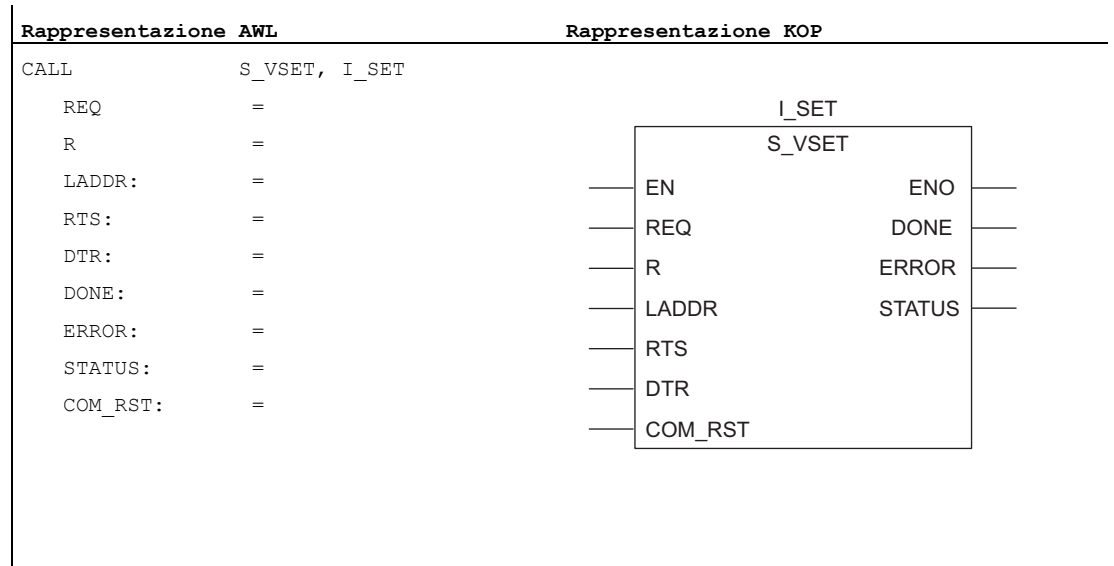 Rappresentazione AWL Rappresentazione KOP
CALL S_VSET, I_SET
REQ =
R =
LADDR: =
RTS: =
DTR: =
DONE: =
ERROR: =
STATUS: =
COM_RST: =
I_SET
S_VSET
EN ENO
REQ DONE
R ERROR
LADDR STATUS
RTS
DTR
COM_RST